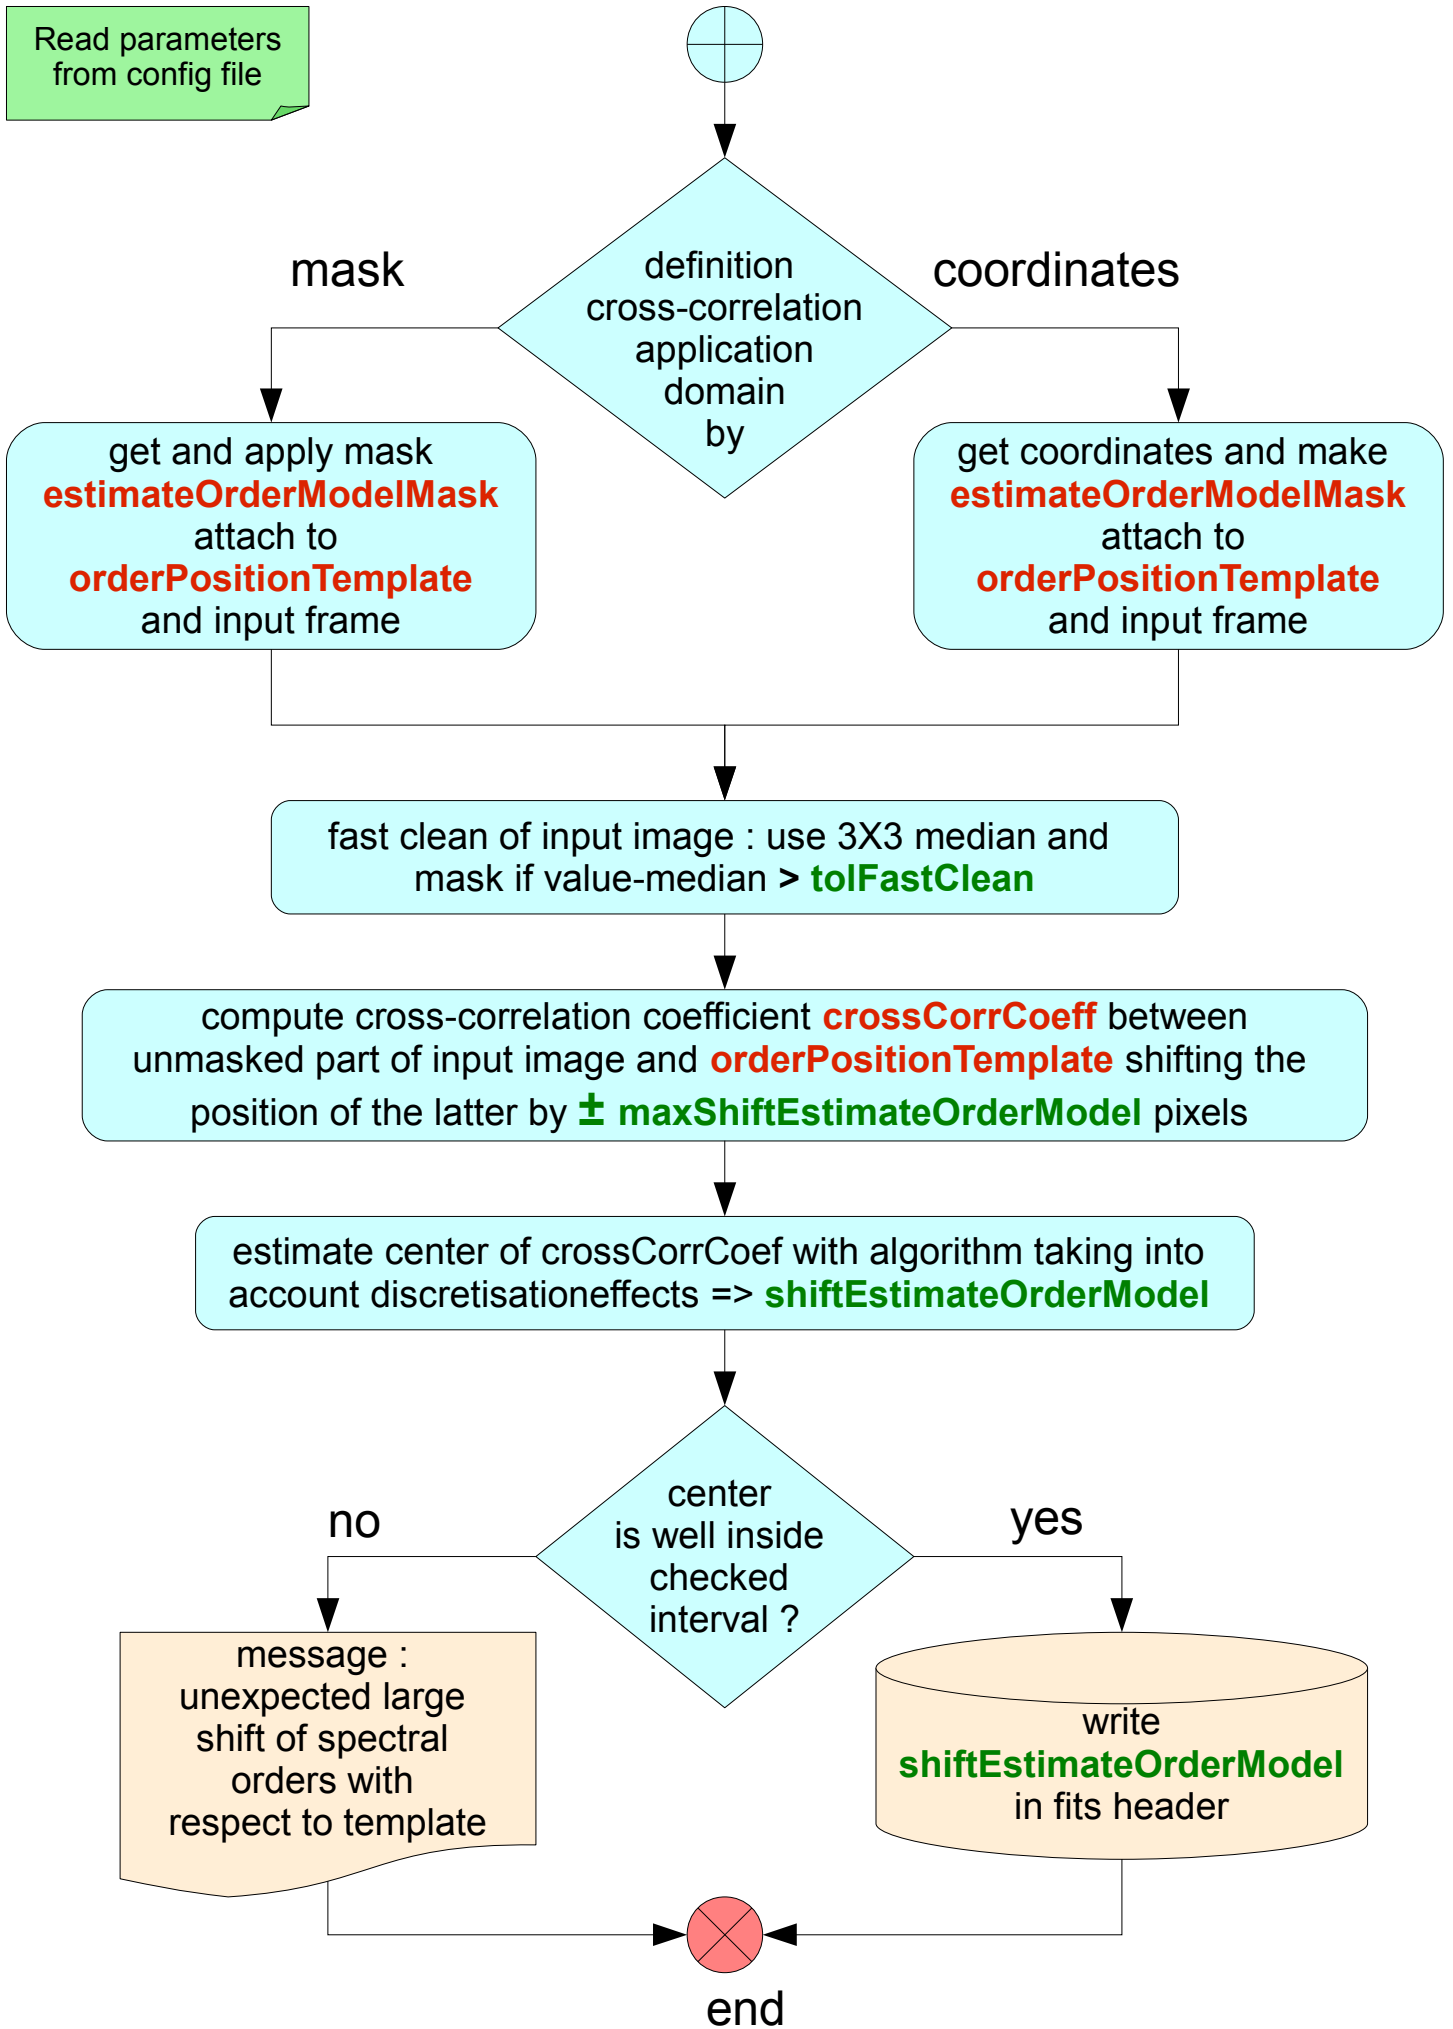 Read parameters
from config file
mask
coordinates
definition
cross-correlation
application
domain
by
get and apply mask
estimateOrderModelMask
attach to
orderPositionTemplate
and input frame
get coordinates and make
estimateOrderModelMask
attach to
orderPositionTemplate
and input frame
fast clean of input image : use 3X3 median and
mask if value-median > tolFastClean
compute cross-correlation coefficient crossCorrCoeff between
unmasked part of input image and orderPositionTemplate shifting the
position of the latter by ± maxShiftEstimateOrderModel pixels
estimate center of crossCorrCoef with algorithm taking into
account discretisationeffects => shiftEstimateOrderModel
center
is well inside
checked
interval ?
no
yes
message :
unexpected large
shift of spectral
orders with
respect to template
write
shiftEstimateOrderModel
in fits header
end